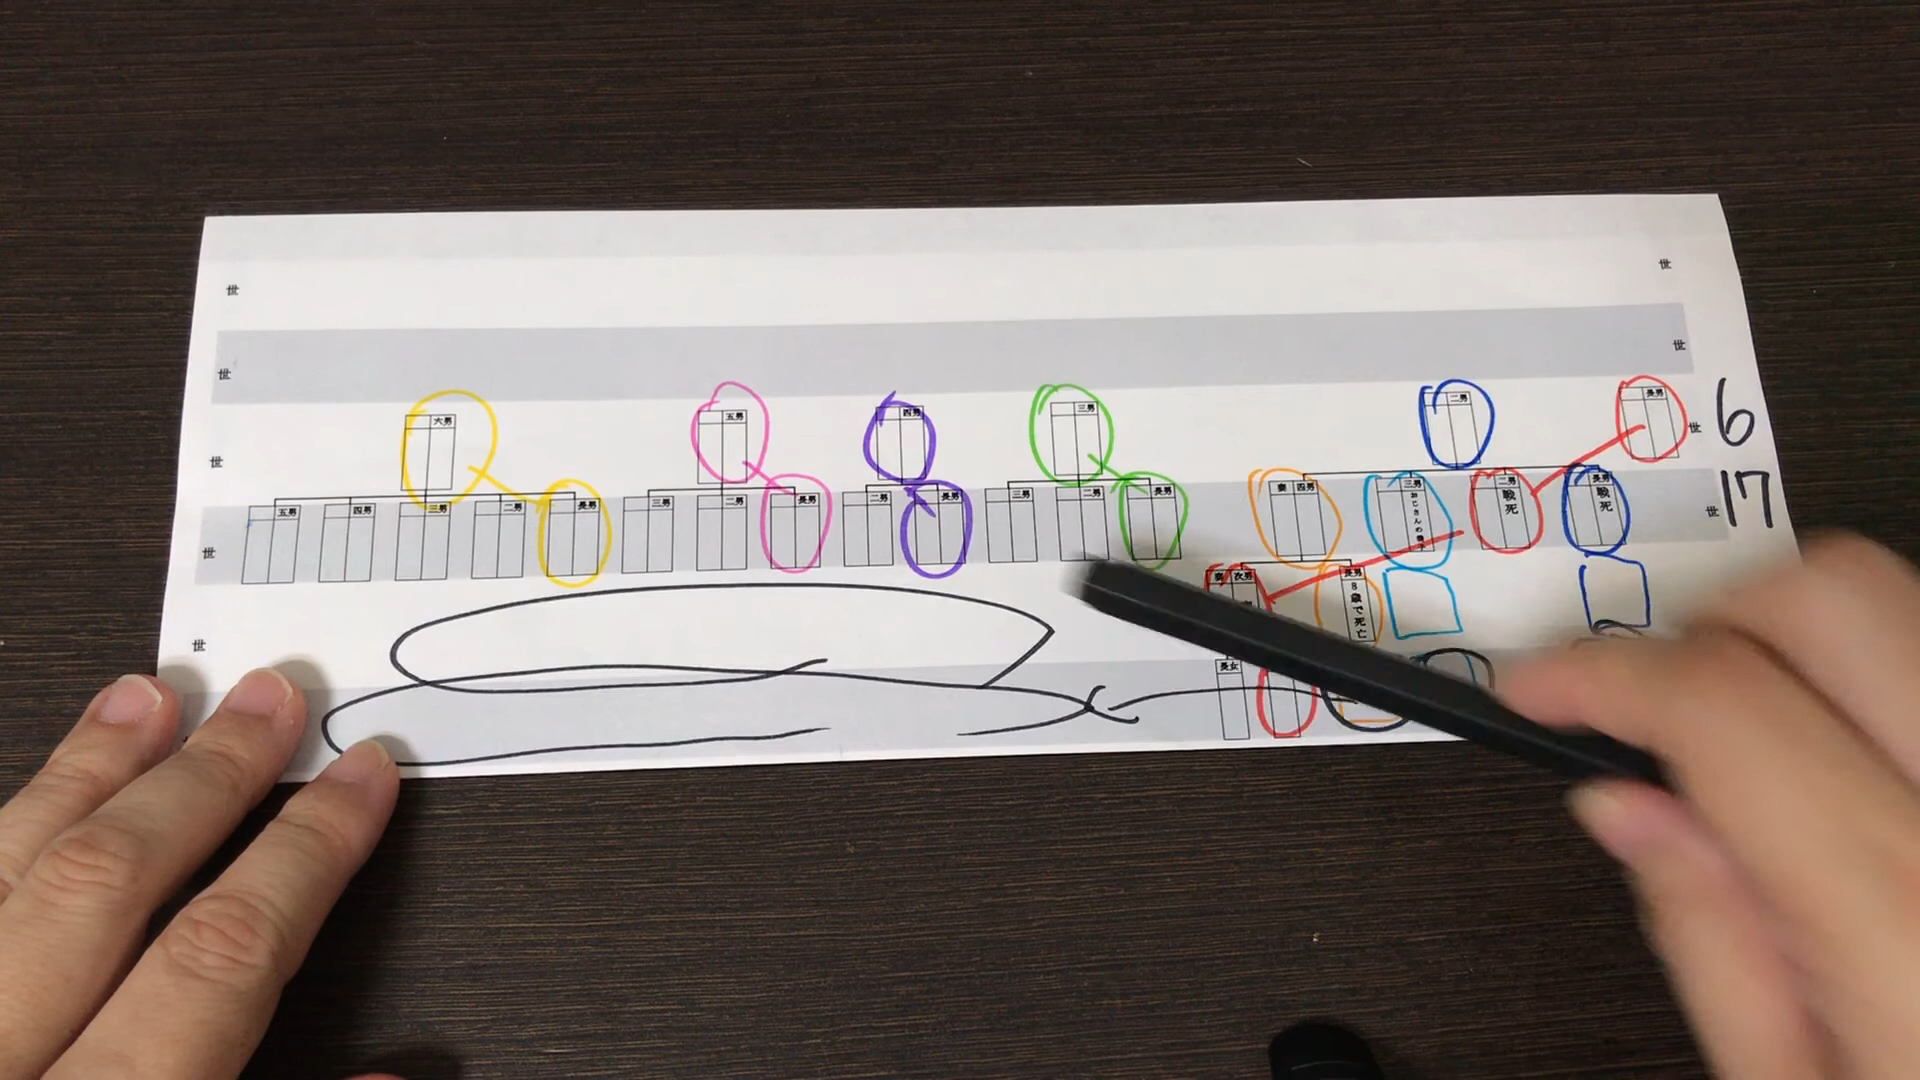 世
世
世
世
世
世
六男
五男
四男
三男
二男
長男
世
6
世
五男
四男
三男
二男
長男
三男
二男
長男
二男
長男
三男
二男
長男
妻 四男
三男
二男
戦死
長男
戦死
世
17
世
妻 次男
長男
8歳で死亡
長女